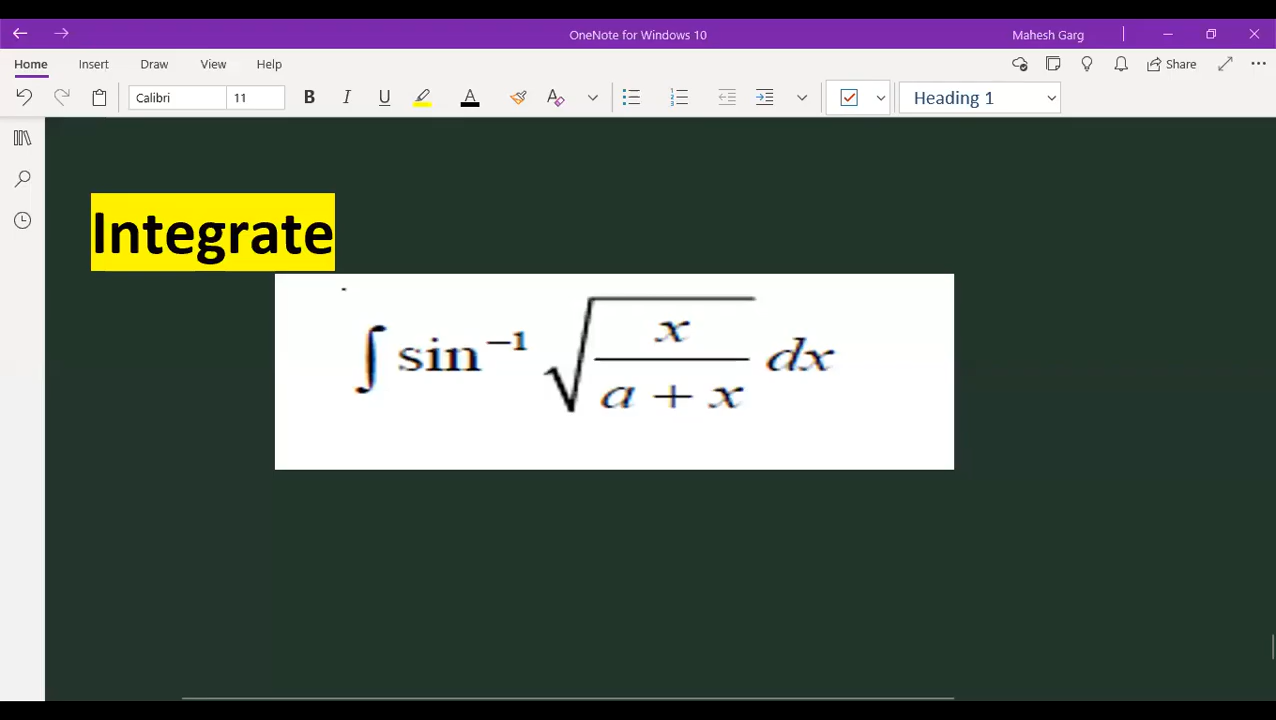 OneNote for Windows 10
Mahesh Garg
Home Insert Draw View Help
Share
Calibri 11 B I U A A Heading 1
Integrate
∫ sin⁻¹ √(x/(a + x)) dx